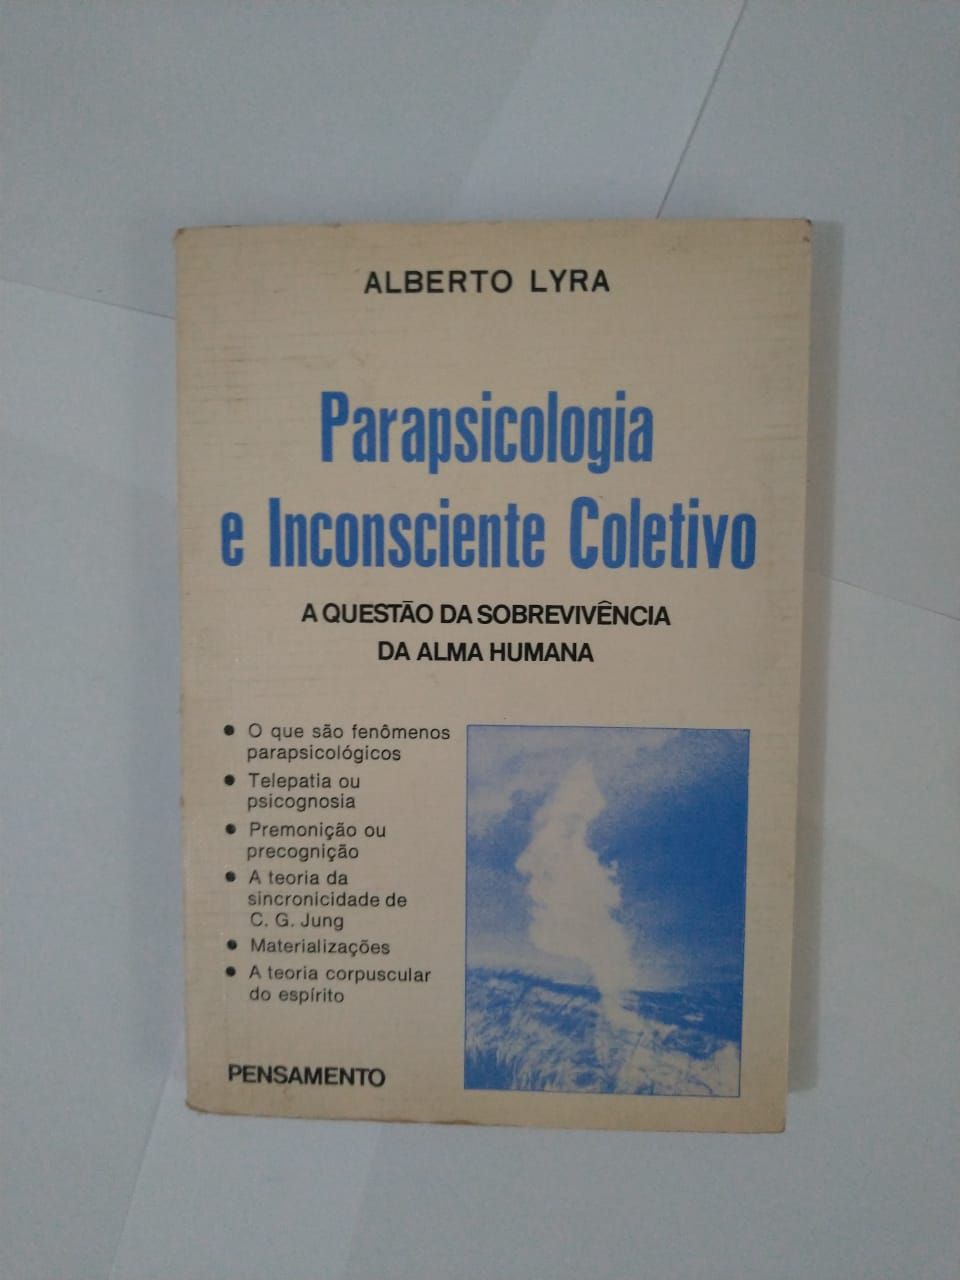 ALBERTO LYRA
Parapsicologia
e Inconsciente Coletivo
A QUESTÃO DA SOBREVIVÊNCIA
DA ALMA HUMANA
● O que são fenômenos
parapsicológicos
● Telepatia ou
psicognosia
● Premonição ou
precognição
● A teoria da
sincronicidade de
C. G. Jung
● Materializações
● A teoria corpuscular
do espírito
PENSAMENTO